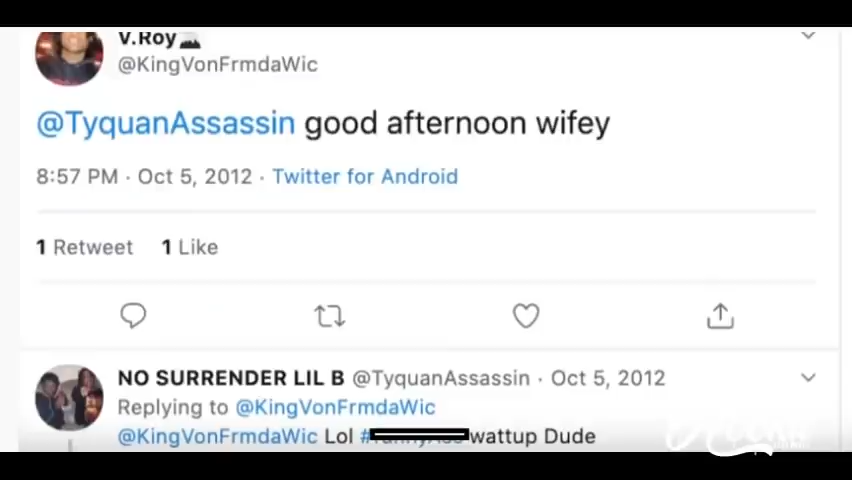 V.Roy
@KingVonFrmdaWic
@TyquanAssassin good afternoon wifey
8:57 PM · Oct 5, 2012 · Twitter for Android
1 Retweet 1 Like
NO SURRENDER LIL B @TyquanAssassin · Oct 5, 2012
Replying to @KingVonFrmdaWic
@KingVonFrmdaWic Lol # wattup Dude